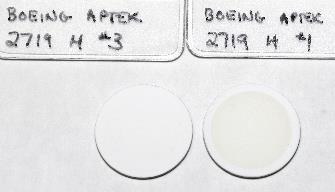 BOEING APTEK
2719 H #3
BOEING APTEK
2719 H #1